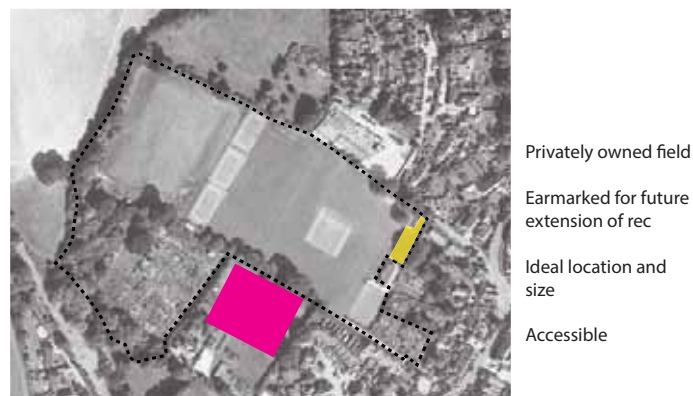 Privately owned field
Earmarked for future
extension of rec
Ideal location and
size
Accessible